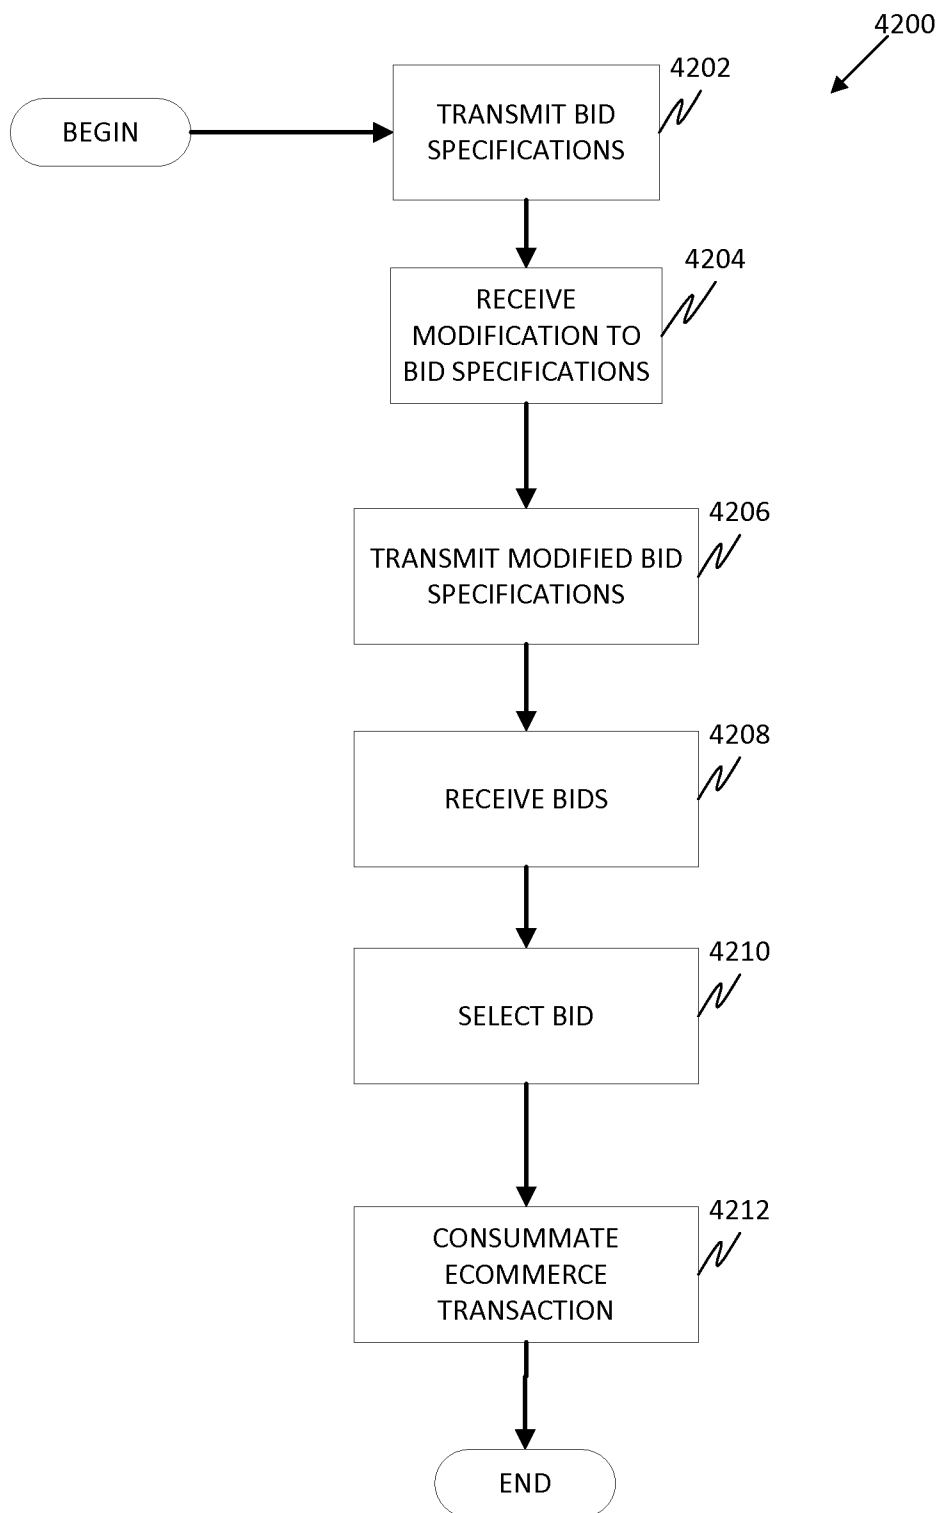 4200
4202
BEGIN
TRANSMIT BID
SPECIFICATIONS
4204
RECEIVE
MODIFICATION TO
BID SPECIFICATIONS
4206
TRANSMIT MODIFIED BID
SPECIFICATIONS
4208
RECEIVE BIDS
4210
SELECT BID
4212
CONSUMMATE
ECOMMERCE
TRANSACTION
END